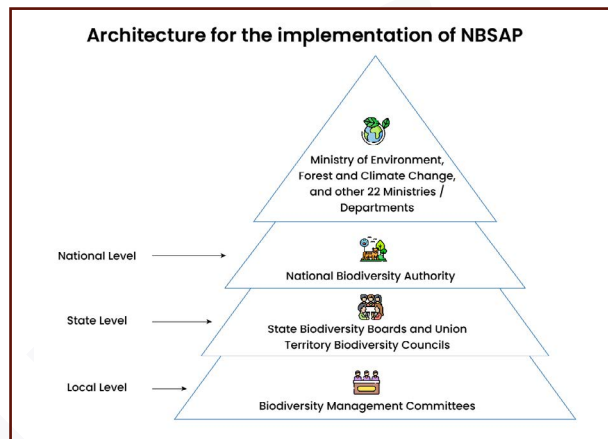 Architecture for the implementation of NBSAP
Ministry of Environment,
Forest and Climate Change,
and other 22 Ministries /
Departments
National Level
National Biodiversity Authority
State Level
State Biodiversity Boards and Union
Territory Biodiversity Councils
Local Level
Biodiversity Management Committees